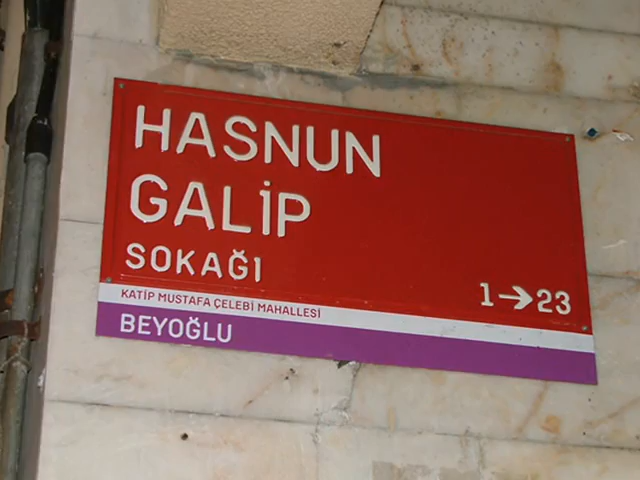 HASNUN
GALİP
SOKAĞI
1→23
KATİP MUSTAFA ÇELEBİ MAHALLESİ
BEYOĞLU